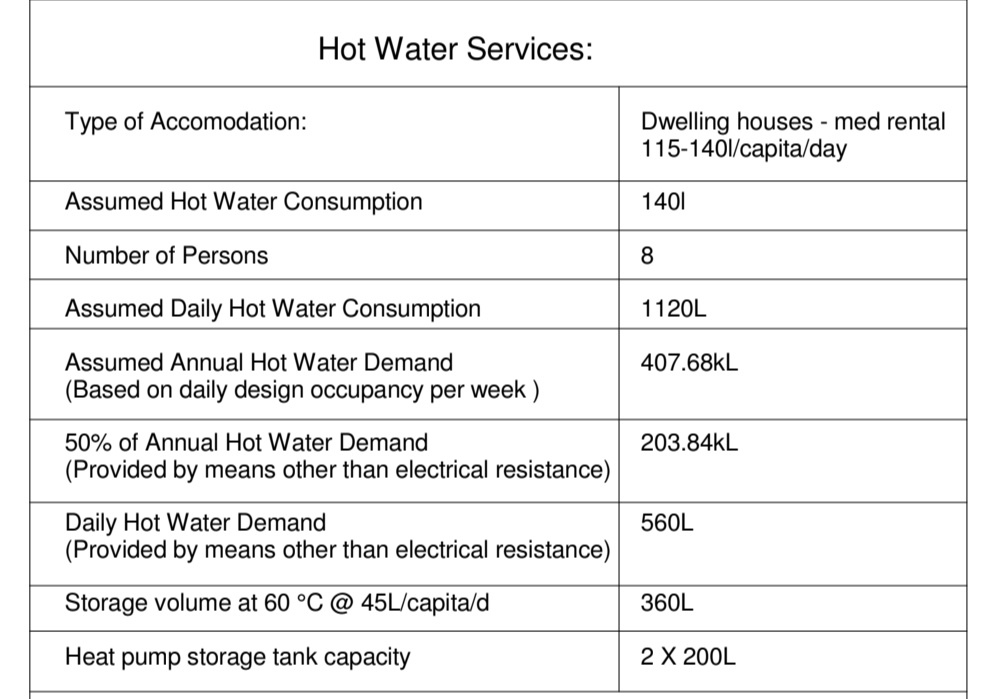 Hot Water Services:
Type of Accomodation:
Dwelling houses - med rental
115-140l/capita/day
Assumed Hot Water Consumption
140l
Number of Persons
8
Assumed Daily Hot Water Consumption
1120L
Assumed Annual Hot Water Demand
(Based on daily design occupancy per week )
407.68kL
50% of Annual Hot Water Demand
(Provided by means other than electrical resistance)
203.84kL
Daily Hot Water Demand
(Provided by means other than electrical resistance)
560L
Storage volume at 60 °C @ 45L/capita/d
360L
Heat pump storage tank capacity
2 X 200L